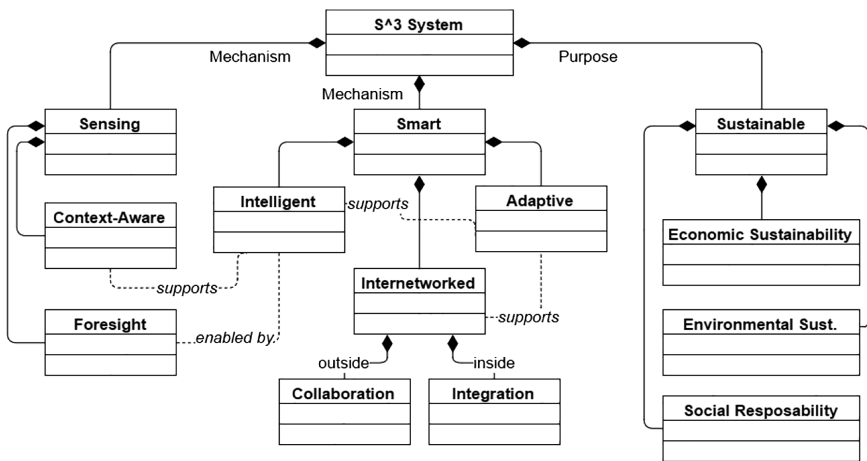 S^3 System
Mechanism
Purpose
Mechanism
Sensing
Smart
Sustainable
Intelligent
supports
Adaptive
Context-Aware
Economic Sustainability
supports
Internetworked
supports
Foresight
enabled by
Environmental Sust.
outside
inside
Collaboration
Integration
Social Resposability